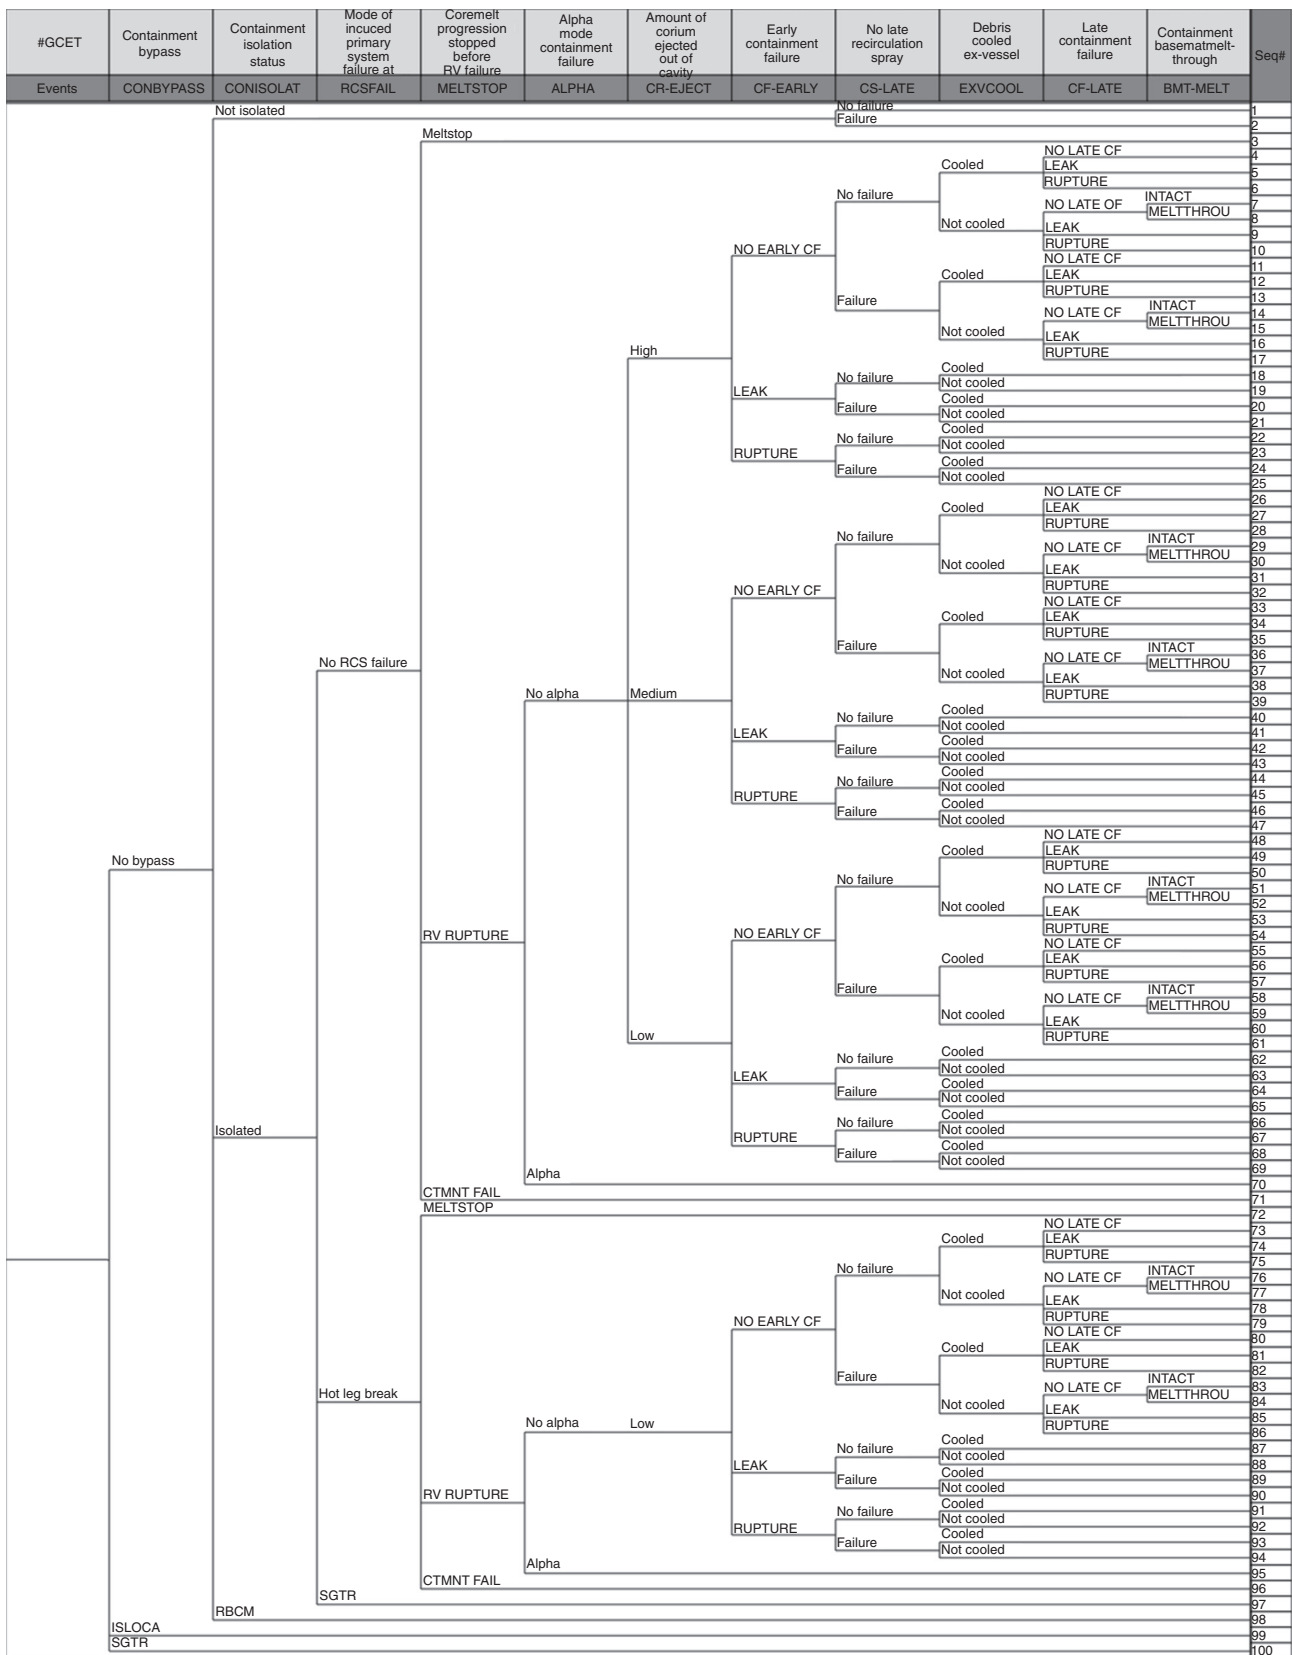 #GCET
Containment
bypass
Containment
isolation
status
Mode of
incuced
primary
system
failure at
Coremelt
progression
stopped
before
RV failure
Alpha
mode
containment
failure
Amount of
corium
ejected
out of
cavity
Early
containment
failure
No late
recirculation
spray
Debris
cooled
ex-vessel
Late
containment
failure
Containment
basematmelt-
through
Seq#
Events
CONBYPASS
CONISOLAT
RCSFAIL
MELTSTOP
ALPHA
CR-EJECT
CF-EARLY
CS-LATE
EXVCOOL
CF-LATE
BMT-MELT
No failure
1
Not isolated
Failure
2
Meltstop
3
NO LATE CF
4
Cooled
LEAK
5
RUPTURE
6
No failure
INTACT
7
NO LATE OF
MELTTHROU
8
Not cooled
LEAK
9
RUPTURE
10
NO EARLY CF
NO LATE CF
11
Cooled
LEAK
12
RUPTURE
13
Failure
INTACT
14
NO LATE CF
MELTTHROU
15
Not cooled
LEAK
16
High
RUPTURE
17
Cooled
18
No failure
Not cooled
19
LEAK
Cooled
20
Failure
Not cooled
21
Cooled
22
No failure
Not cooled
23
RUPTURE
Cooled
24
Failure
Not cooled
25
NO LATE CF
26
Cooled
LEAK
27
RUPTURE
28
No failure
INTACT
29
NO LATE CF
MELTTHROU
30
Not cooled
LEAK
31
RUPTURE
32
NO EARLY CF
NO LATE CF
33
Cooled
LEAK
34
RUPTURE
35
Failure
INTACT
36
NO LATE CF
MELTTHROU
37
No RCS failure
Not cooled
LEAK
38
No alpha
Medium
RUPTURE
39
Cooled
40
No failure
Not cooled
41
LEAK
Cooled
42
Failure
Not cooled
43
Cooled
44
No failure
Not cooled
45
RUPTURE
Cooled
46
Failure
Not cooled
47
NO LATE CF
48
Cooled
LEAK
49
No bypass
RUPTURE
50
No failure
INTACT
51
NO LATE CF
MELTTHROU
52
Not cooled
LEAK
53
RUPTURE
54
RV RUPTURE
NO EARLY CF
NO LATE CF
55
Cooled
LEAK
56
RUPTURE
57
Failure
INTACT
58
NO LATE CF
MELTTHROU
59
Not cooled
LEAK
60
Low
RUPTURE
61
Cooled
62
No failure
Not cooled
63
LEAK
Cooled
64
Failure
Not cooled
65
Cooled
66
No failure
Not cooled
67
Isolated
RUPTURE
Cooled
68
Failure
Not cooled
69
Alpha
70
CTMNT FAIL
71
MELTSTOP
72
NO LATE CF
73
Cooled
LEAK
74
RUPTURE
75
No failure
INTACT
76
NO LATE CF
MELTTHROU
77
Not cooled
LEAK
78
RUPTURE
79
NO EARLY CF
NO LATE CF
80
Cooled
LEAK
81
RUPTURE
82
Failure
INTACT
83
NO LATE CF
MELTTHROU
84
Hot leg break
Not cooled
LEAK
85
No alpha
Low
RUPTURE
86
Cooled
87
No failure
Not cooled
88
LEAK
Cooled
89
Failure
Not cooled
90
RV RUPTURE
Cooled
91
No failure
Not cooled
92
RUPTURE
Cooled
93
Failure
Not cooled
94
Alpha
95
CTMNT FAIL
96
SGTR
97
RBCM
98
ISLOCA
99
SGTR
100